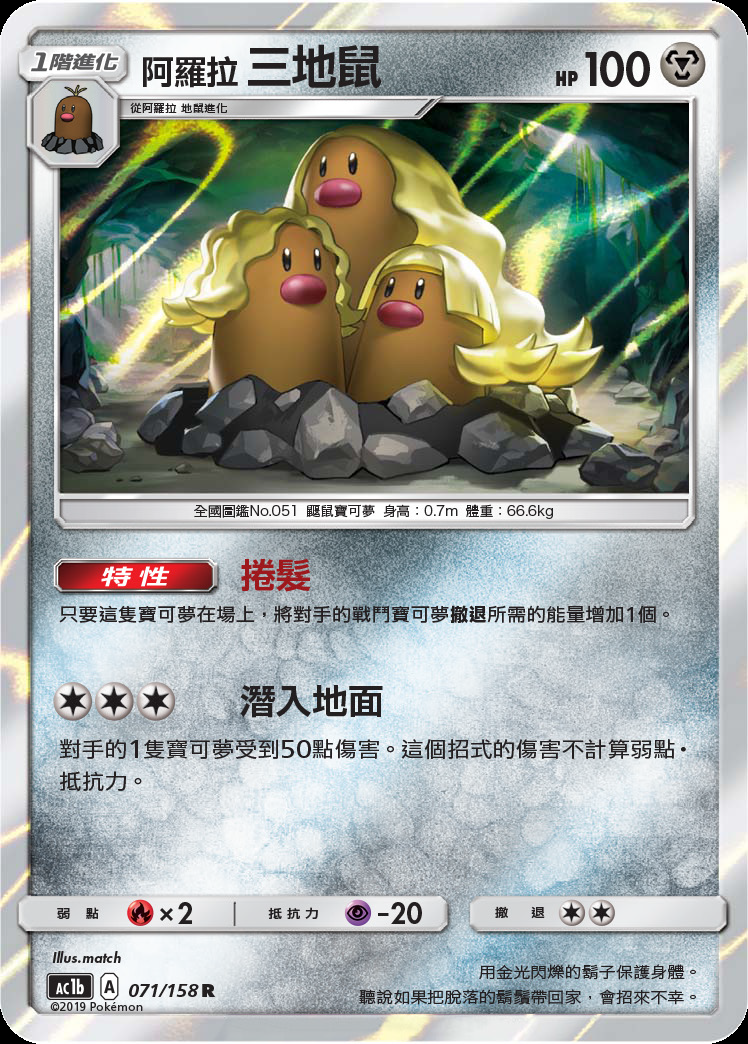 1階進化
阿羅拉 三地鼠
HP 100
從阿羅拉 地鼠進化
全國圖鑑No.051 鼴鼠寶可夢 身高：0.7m 體重：66.6kg
特性 捲髮
只要這隻寶可夢在場上，將對手的戰鬥寶可夢撤退所需的能量增加1個。
潛入地面
對手的1隻寶可夢受到50點傷害。這個招式的傷害不計算弱點・
抵抗力。
弱點 ×2 抵抗力 -20 撤退
Illus.match
AC1b A 071/158 R
©2019 Pokémon
用金光閃爍的鬍子保護身體。
聽說如果把脫落的鬍鬚帶回家，會招來不幸。